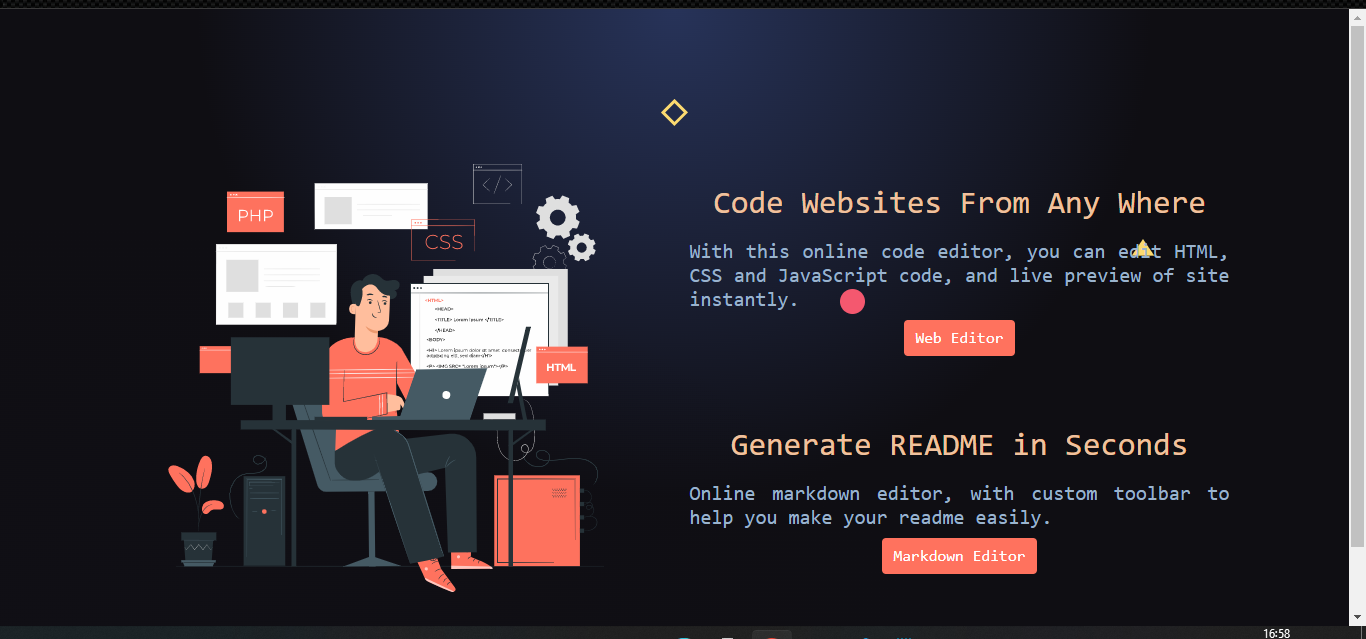 </>
PHP
CSS
<HTML>
<HEAD>
<TITLE> Lorem Ipsum </TITLE>
</HEAD>
<BODY>
HTML
Code Websites From Any Where
With this online code editor, you can edit HTML,
CSS and JavaScript code, and live preview of site
instantly.
Web Editor
Generate README in Seconds
Online markdown editor, with custom toolbar to
help you make your readme easily.
Markdown Editor
16:58